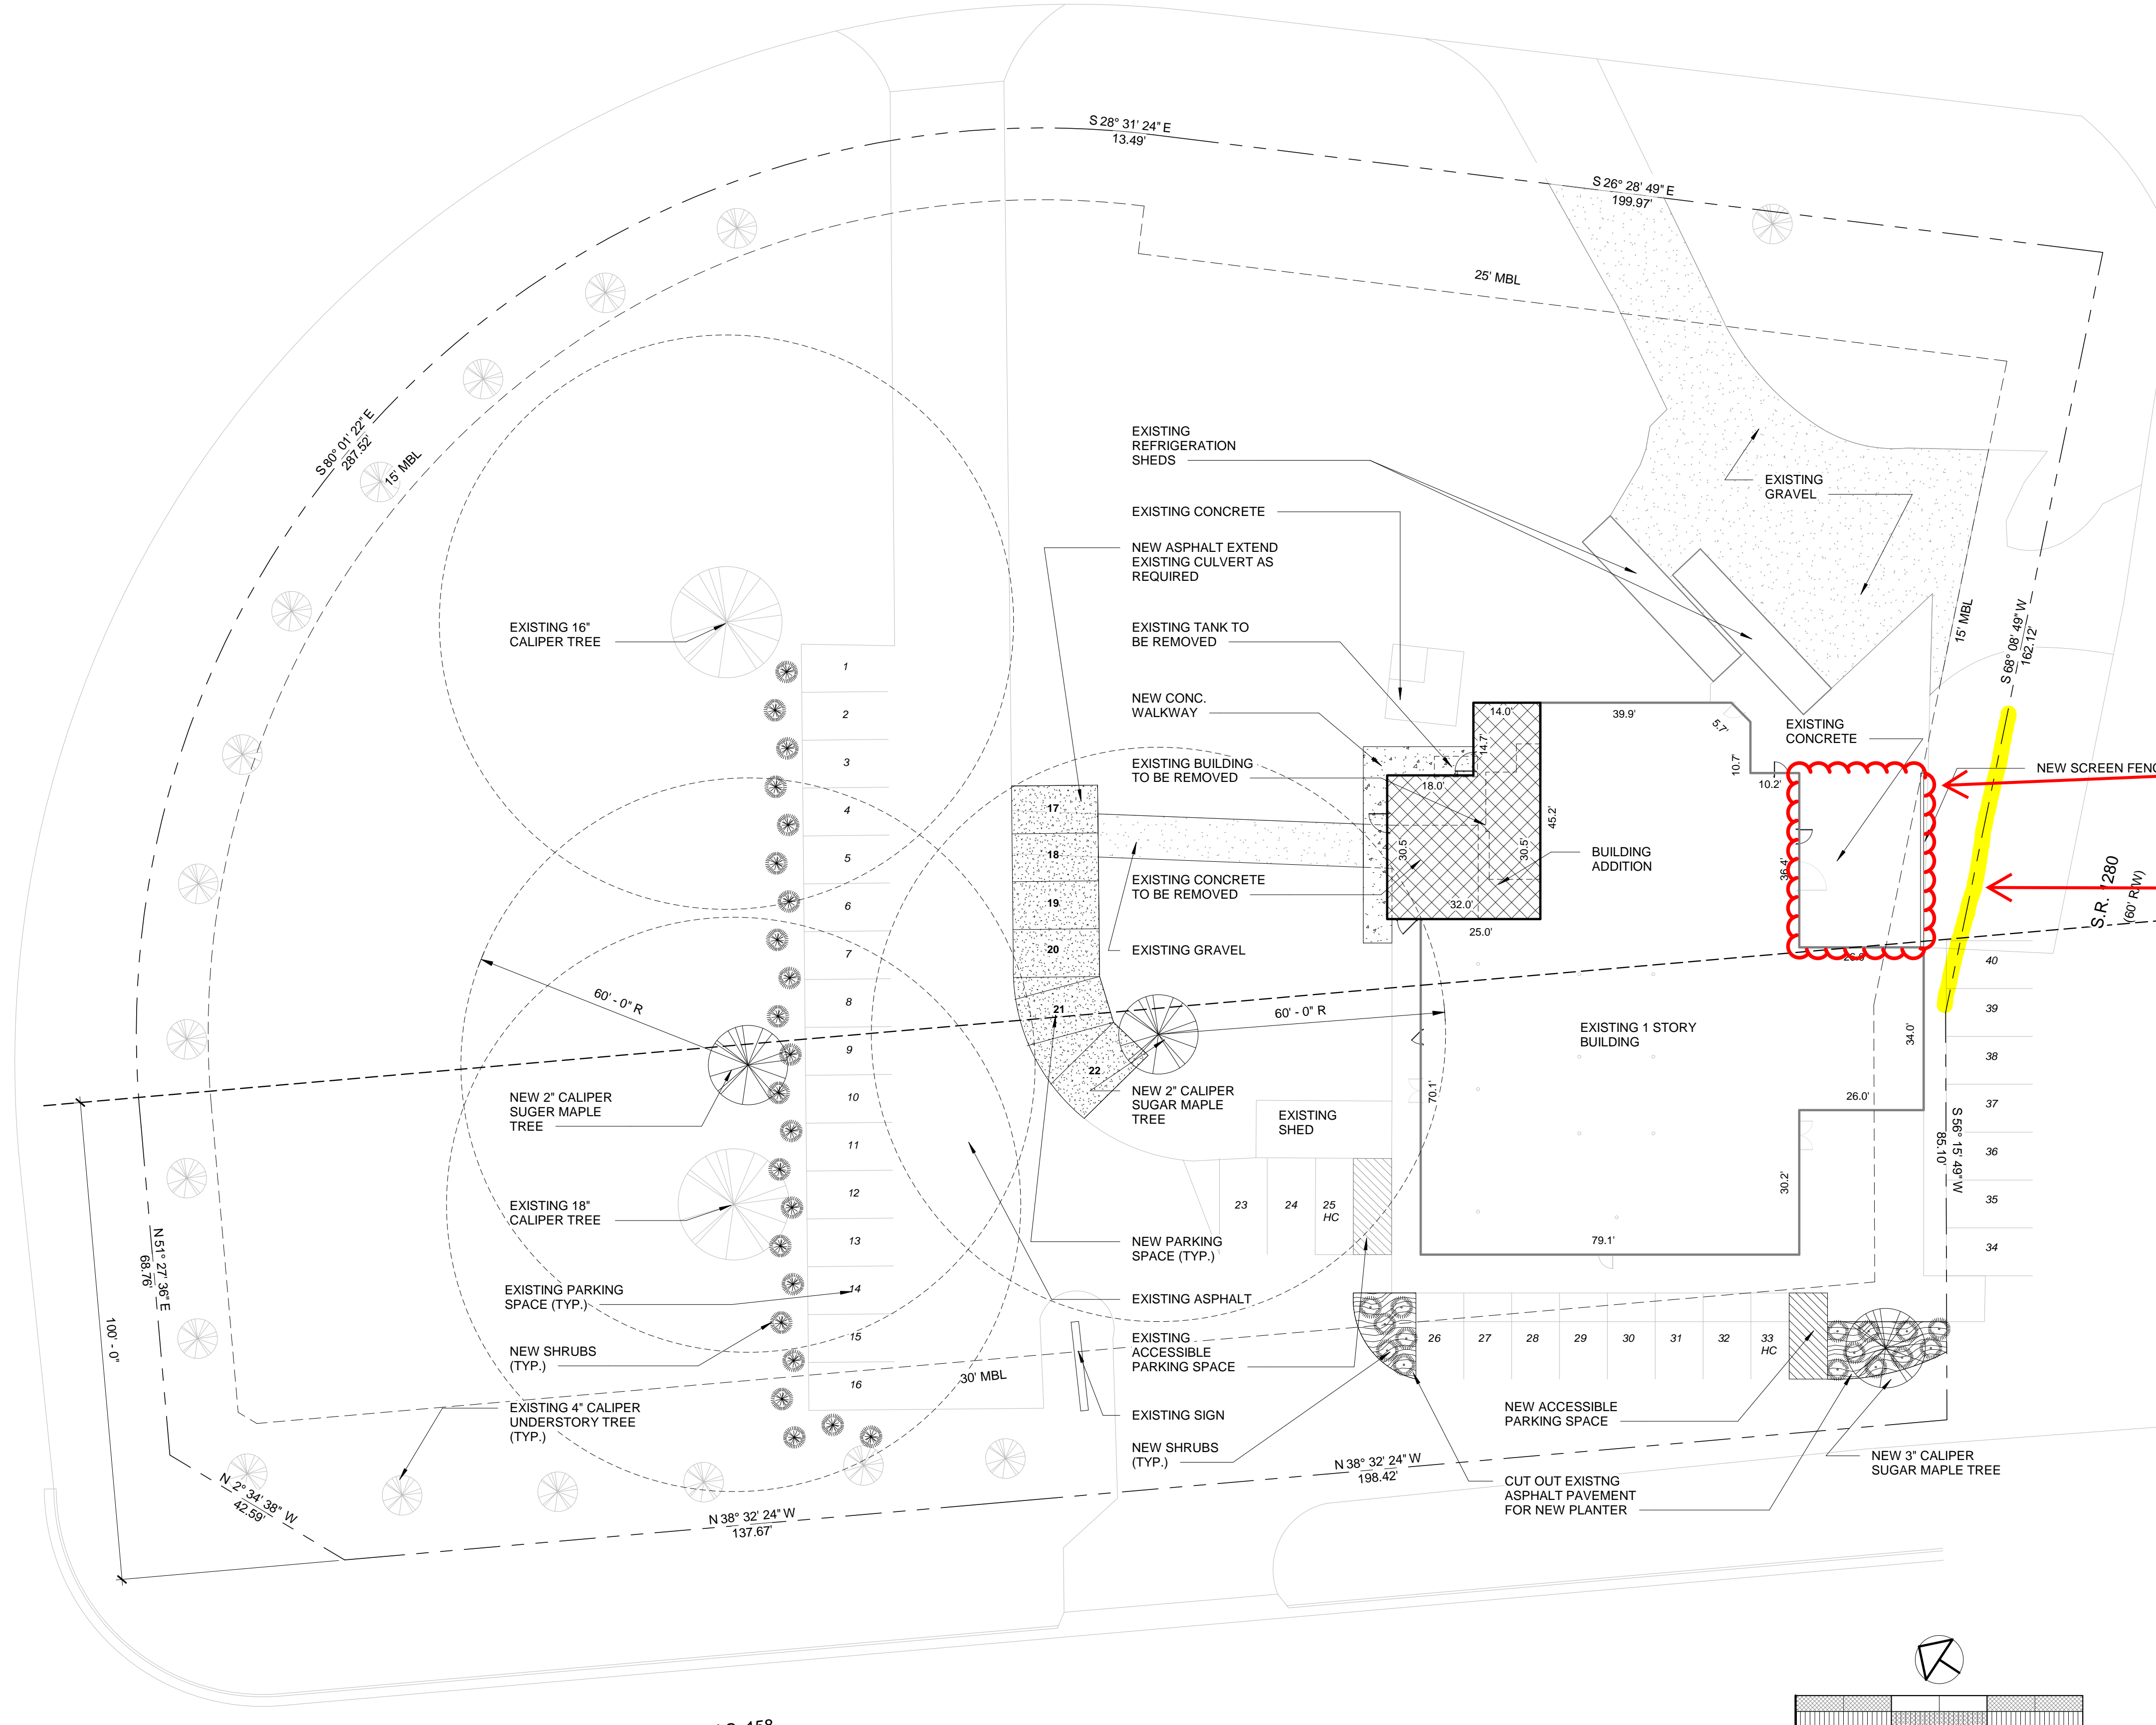 S 28° 31' 24" E
13.49'
S 26° 28' 49" E
199.97'
25' MBL
S 80° 01' 22" E
287.52'
15' MBL
EXISTING
REFRIGERATION
SHEDS
EXISTING
GRAVEL
EXISTING CONCRETE
NEW ASPHALT EXTEND
EXISTING CULVERT AS
REQUIRED
EXISTING 16"
CALIPER TREE
EXISTING TANK TO
BE REMOVED
15' MBL
S 68° 08' 49" W
162.12'
1
2
3
4
5
6
7
8
9
10
11
12
13
14
15
16
NEW CONC.
WALKWAY
14.0'
39.9'
5.7'
EXISTING
CONCRETE
14.7'
10.7'
10.2'
EXISTING BUILDING
TO BE REMOVED
18.0'
NEW SCREEN FENC
17
18
19
20
21
22
45.2'
30.5'
30.5'
BUILDING
ADDITION
36.4'
EXISTING CONCRETE
TO BE REMOVED
32.0'
25.0'
S.R. 1280
(60' R/W)
EXISTING GRAVEL
26.0'
40
39
38
37
36
35
34
60' - 0" R
60' - 0" R
EXISTING 1 STORY
BUILDING
34.0'
NEW 2" CALIPER
SUGER MAPLE
TREE
NEW 2" CALIPER
SUGAR MAPLE
TREE
70.1'
EXISTING
SHED
26.0'
S 56° 15' 49" W
85.10'
EXISTING 18"
CALIPER TREE
23
24
25
HC
30.2'
NEW PARKING
SPACE (TYP.)
79.1'
N 51° 27' 36" E
68.76'
EXISTING PARKING
SPACE (TYP.)
EXISTING ASPHALT
100' - 0"
NEW SHRUBS
(TYP.)
EXISTING
ACCESSIBLE
PARKING SPACE
26
27
28
29
30
31
32
33
HC
30' MBL
EXISTING 4" CALIPER
UNDERSTORY TREE
(TYP.)
EXISTING SIGN
NEW ACCESSIBLE
PARKING SPACE
NEW SHRUBS
(TYP.)
N 38° 32' 24" W
198.42'
NEW 3" CALIPER
SUGAR MAPLE TREE
CUT OUT EXISTNG
ASPHALT PAVEMENT
FOR NEW PLANTER
N 2° 34' 38" W
42.59'
N 38° 32' 24" W
137.67'